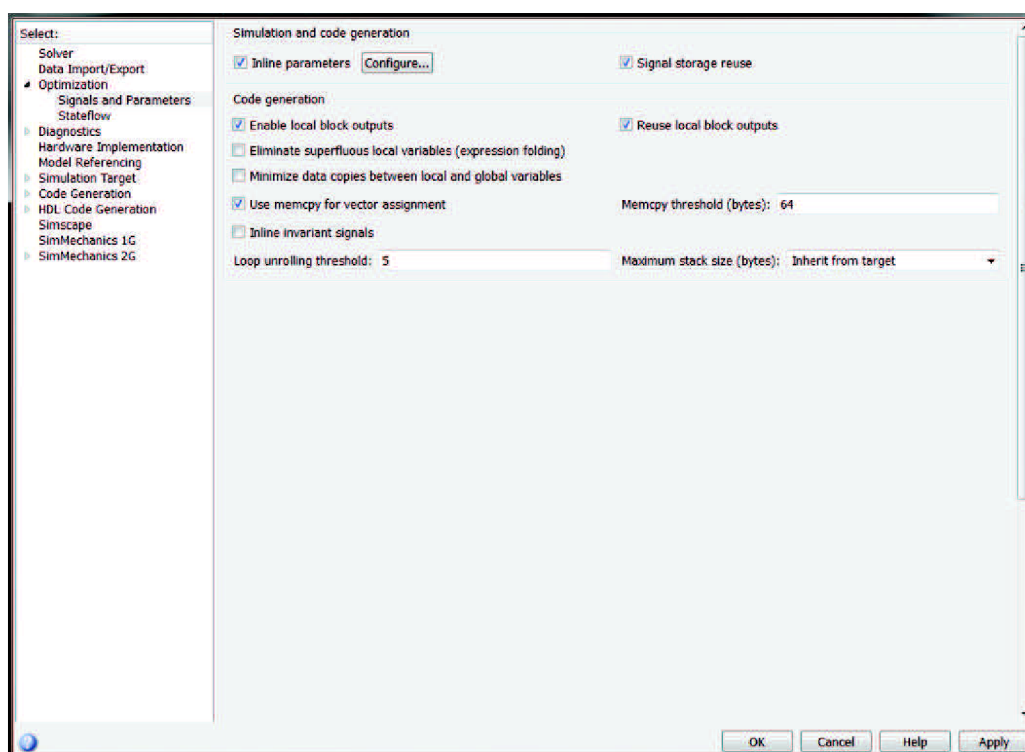 Select:
Solver
Data Import/Export
Optimization
Signals and Parameters
Stateflow
Diagnostics
Hardware Implementation
Model Referencing
Simulation Target
Code Generation
HDL Code Generation
Simscape
SimMechanics 1G
SimMechanics 2G
Simulation and code generation
Inline parameters Configure... Signal storage reuse
Code generation
Enable local block outputs Reuse local block outputs
Eliminate superfluous local variables (expression folding)
Minimize data copies between local and global variables
Use memcpy for vector assignment Memcpy threshold (bytes): 64
Inline invariant signals
Loop unrolling threshold: 5 Maximum stack size (bytes): Inherit from target
OK Cancel Help Apply